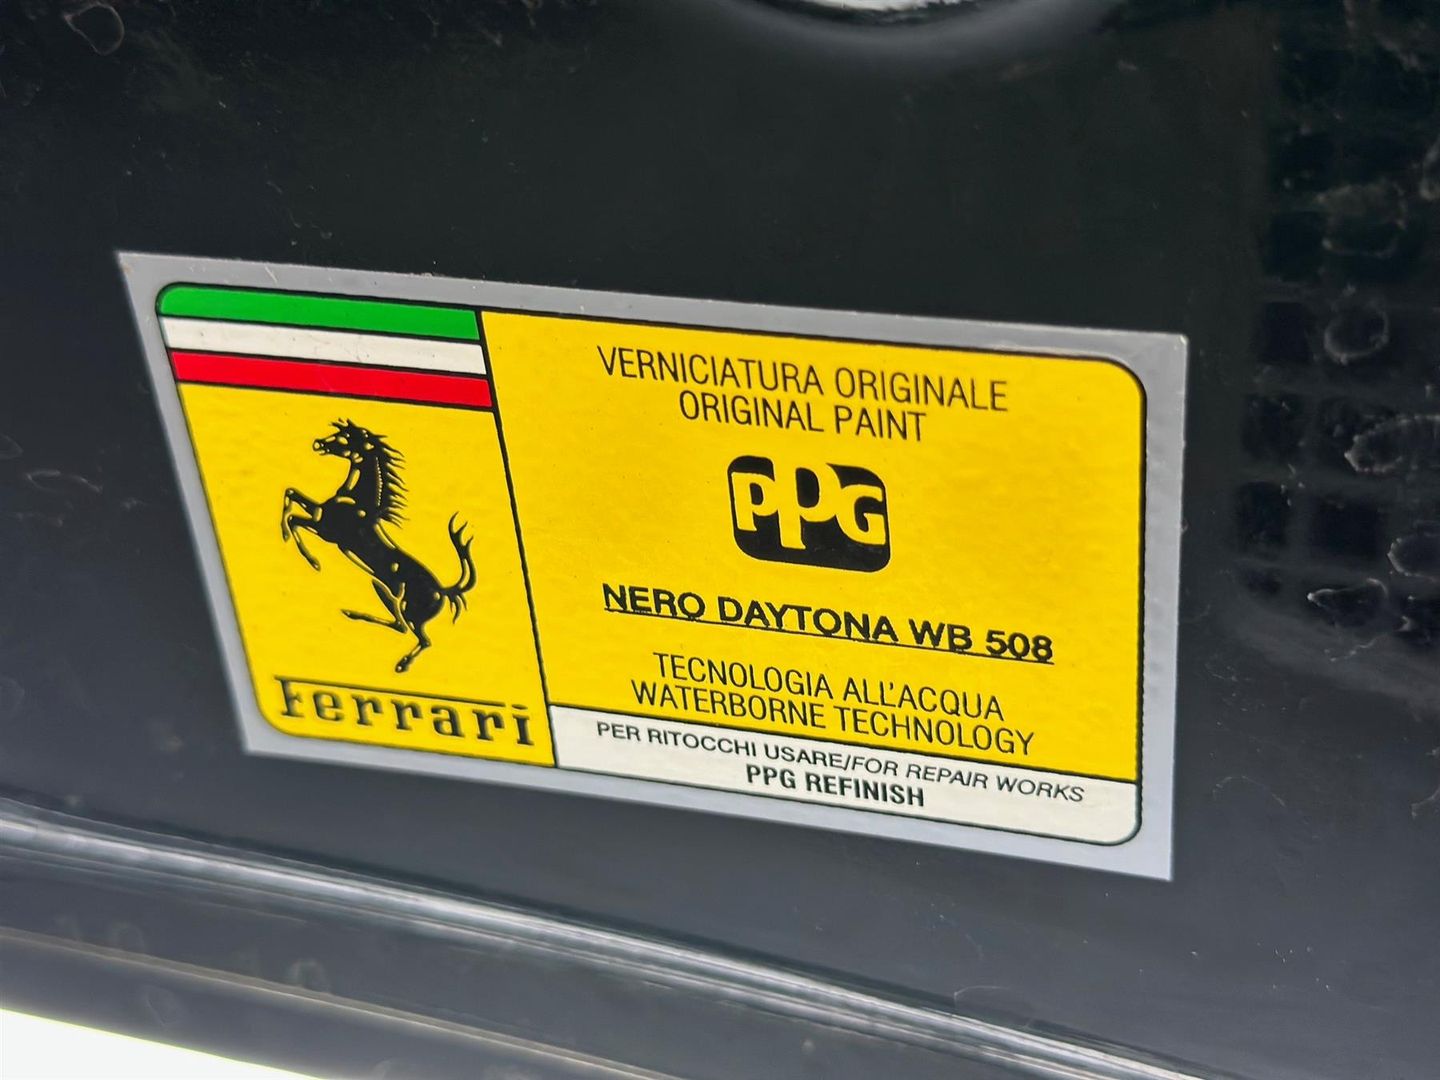 VERNICIATURA ORIGINALE
ORIGINAL PAINT
PPG
NERO DAYTONA WB 508
TECNOLOGIA ALL'ACQUA
WATERBORNE TECHNOLOGY
Ferrari
PER RITOCCHI USARE/FOR REPAIR WORKS
PPG REFINISH